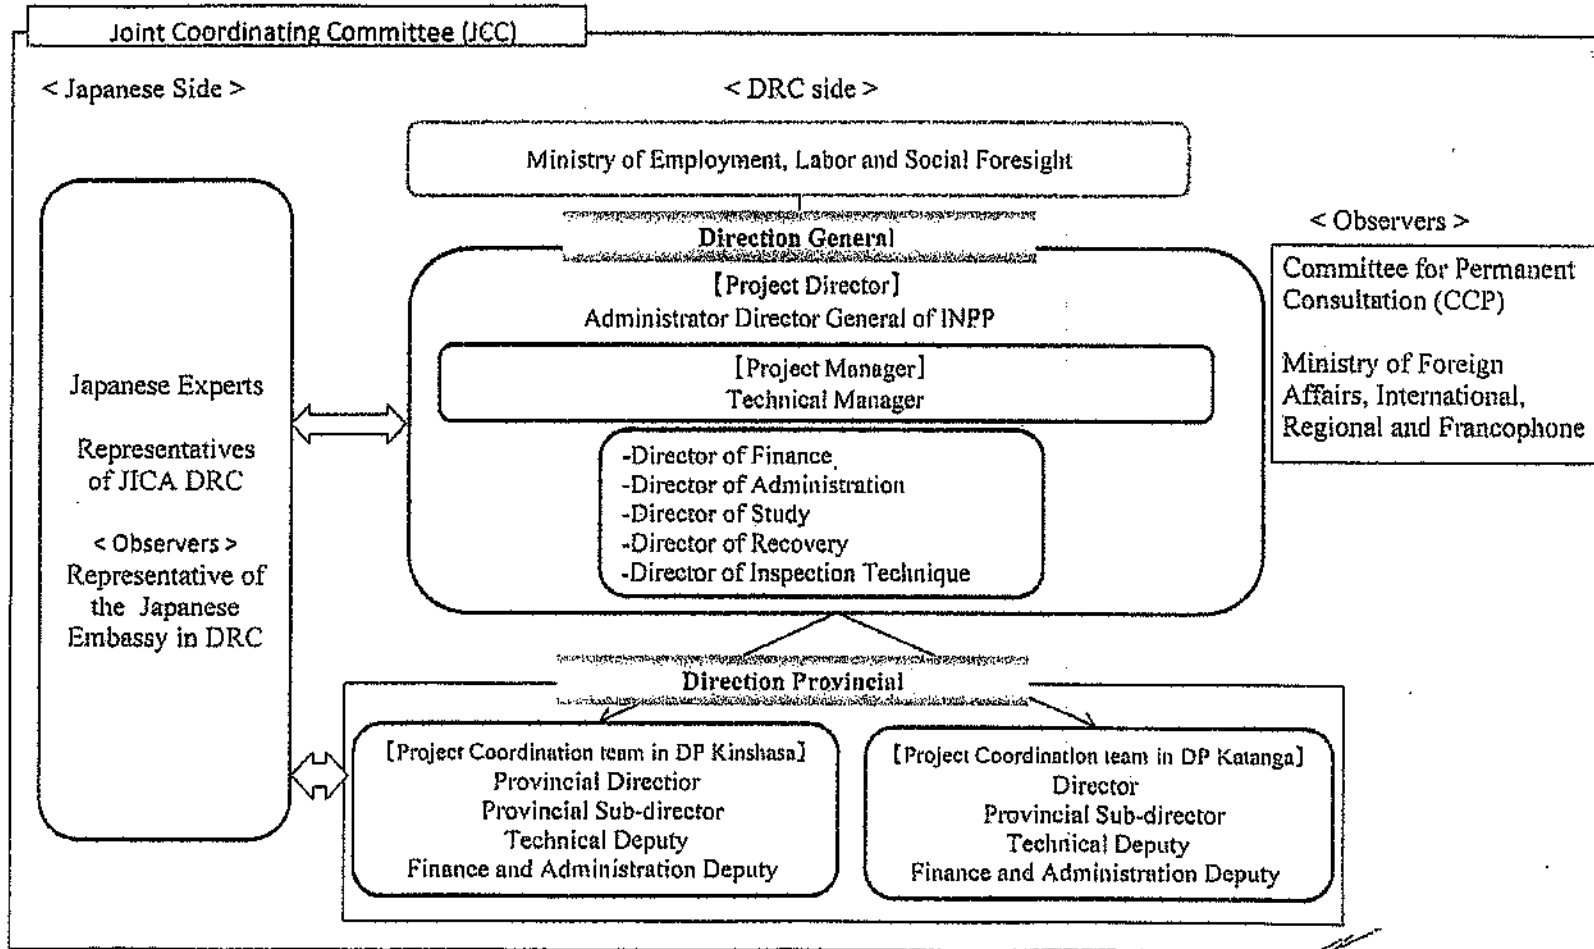 Joint Coordinating Committee (JCC)
< Japanese Side >
< DRC side >
Ministry of Employment, Labor and Social Foresight
Direction General
[Project Director]
Administrator Director General of INPP
[Project Manager]
Technical Manager
-Director of Finance
-Director of Administration
-Director of Study
-Director of Recovery
-Director of Inspection Technique
Japanese Experts
Representatives
of JICA DRC
< Observers >
Representative of
the Japanese
Embassy in DRC
< Observers >
Committee for Permanent
Consultation (CCP)
Ministry of Foreign
Affairs, International,
Regional and Francophone
Direction Provincial
[Project Coordination team in DP Kinshasa]
Provincial Directior
Provincial Sub-director
Technical Deputy
Finance and Administration Deputy
[Project Coordination team in DP Katanga]
Director
Provincial Sub-director
Technical Deputy
Finance and Administration Deputy